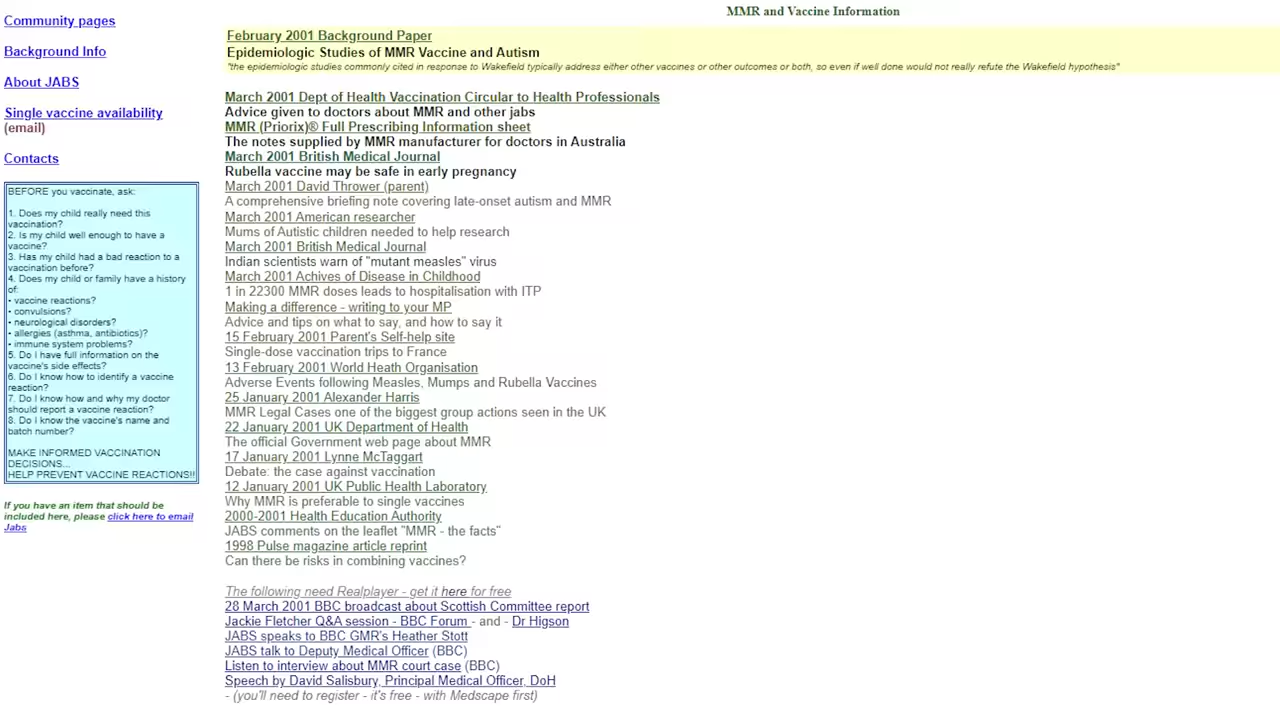 MMR and Vaccine Information
Community pages
Background Info
About JABS
Single vaccine availability
(email)
Contacts
BEFORE you vaccinate, ask:
1. Does my child really need this
vaccination?
2. Is my child well enough to have a
vaccine?
3. Has my child had a bad reaction to a
vaccination before?
4. Does my child or family have a history
of:
• vaccine reactions?
• convulsions?
• neurological disorders?
• allergies (asthma, antibiotics)?
• immune system problems?
5. Do I have full information on the
vaccine's side effects?
6. Do I know how to identify a vaccine
reaction?
7. Do I know how and why my doctor
should report a vaccine reaction?
8. Do I know the vaccine's name and
batch number?
MAKE INFORMED VACCINATION
DECISIONS...
HELP PREVENT VACCINE REACTIONS!!
If you have an item that should be
included here, please click here to email
Jabs
February 2001 Background Paper
Epidemiologic Studies of MMR Vaccine and Autism
"the epidemiologic studies commonly cited in response to Wakefield typically address either other vaccines or other outcomes or both, so even if well done would not really refute the Wakefield hypothesis"
March 2001 Dept of Health Vaccination Circular to Health Professionals
Advice given to doctors about MMR and other jabs
MMR (Priorix)® Full Prescribing Information sheet
The notes supplied by MMR manufacturer for doctors in Australia
March 2001 British Medical Journal
Rubella vaccine may be safe in early pregnancy
March 2001 David Thrower (parent)
A comprehensive briefing note covering late-onset autism and MMR
March 2001 American researcher
Mums of Autistic children needed to help research
March 2001 British Medical Journal
Indian scientists warn of "mutant measles" virus
March 2001 Achives of Disease in Childhood
1 in 22300 MMR doses leads to hospitalisation with ITP
Making a difference - writing to your MP
Advice and tips on what to say, and how to say it
15 February 2001 Parent's Self-help site
Single-dose vaccination trips to France
13 February 2001 World Heath Organisation
Adverse Events following Measles, Mumps and Rubella Vaccines
25 January 2001 Alexander Harris
MMR Legal Cases one of the biggest group actions seen in the UK
22 January 2001 UK Department of Health
The official Government web page about MMR
17 January 2001 Lynne McTaggart
Debate: the case against vaccination
12 January 2001 UK Public Health Laboratory
Why MMR is preferable to single vaccines
2000-2001 Health Education Authority
JABS comments on the leaflet "MMR - the facts"
1998 Pulse magazine article reprint
Can there be risks in combining vaccines?
The following need Realplayer - get it here for free
28 March 2001 BBC broadcast about Scottish Committee report
Jackie Fletcher Q&A session - BBC Forum - and - Dr Higson
JABS speaks to BBC GMR's Heather Stott
JABS talk to Deputy Medical Officer (BBC)
Listen to interview about MMR court case (BBC)
Speech by David Salisbury, Principal Medical Officer, DoH
- (you'll need to register - it's free - with Medscape first)